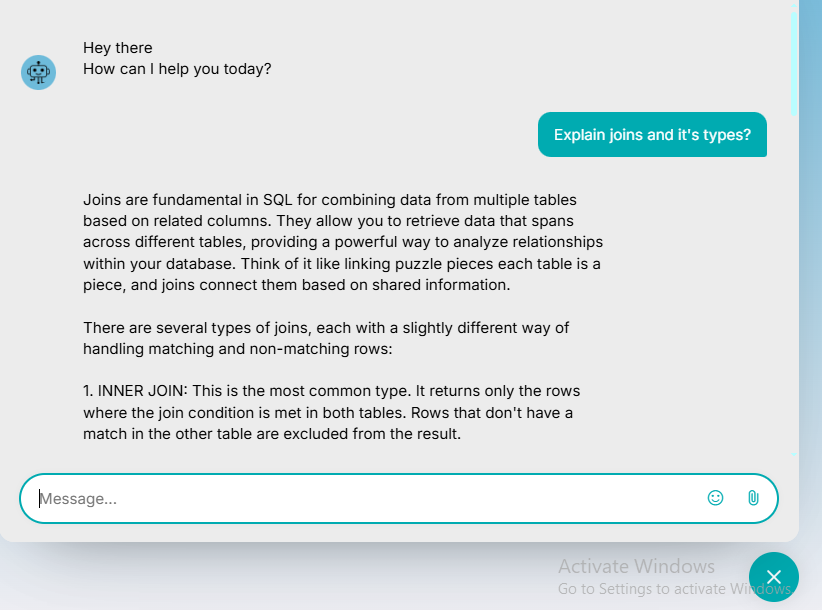 Hey there
How can I help you today?
Explain joins and it's types?
Joins are fundamental in SQL for combining data from multiple tables
based on related columns. They allow you to retrieve data that spans
across different tables, providing a powerful way to analyze relationships
within your database. Think of it like linking puzzle pieces each table is a
piece, and joins connect them based on shared information.
There are several types of joins, each with a slightly different way of
handling matching and non-matching rows:
1. INNER JOIN: This is the most common type. It returns only the rows
where the join condition is met in both tables. Rows that don't have a
match in the other table are excluded from the result.
Message...
Activate Windows
Go to Settings to activate Windows.